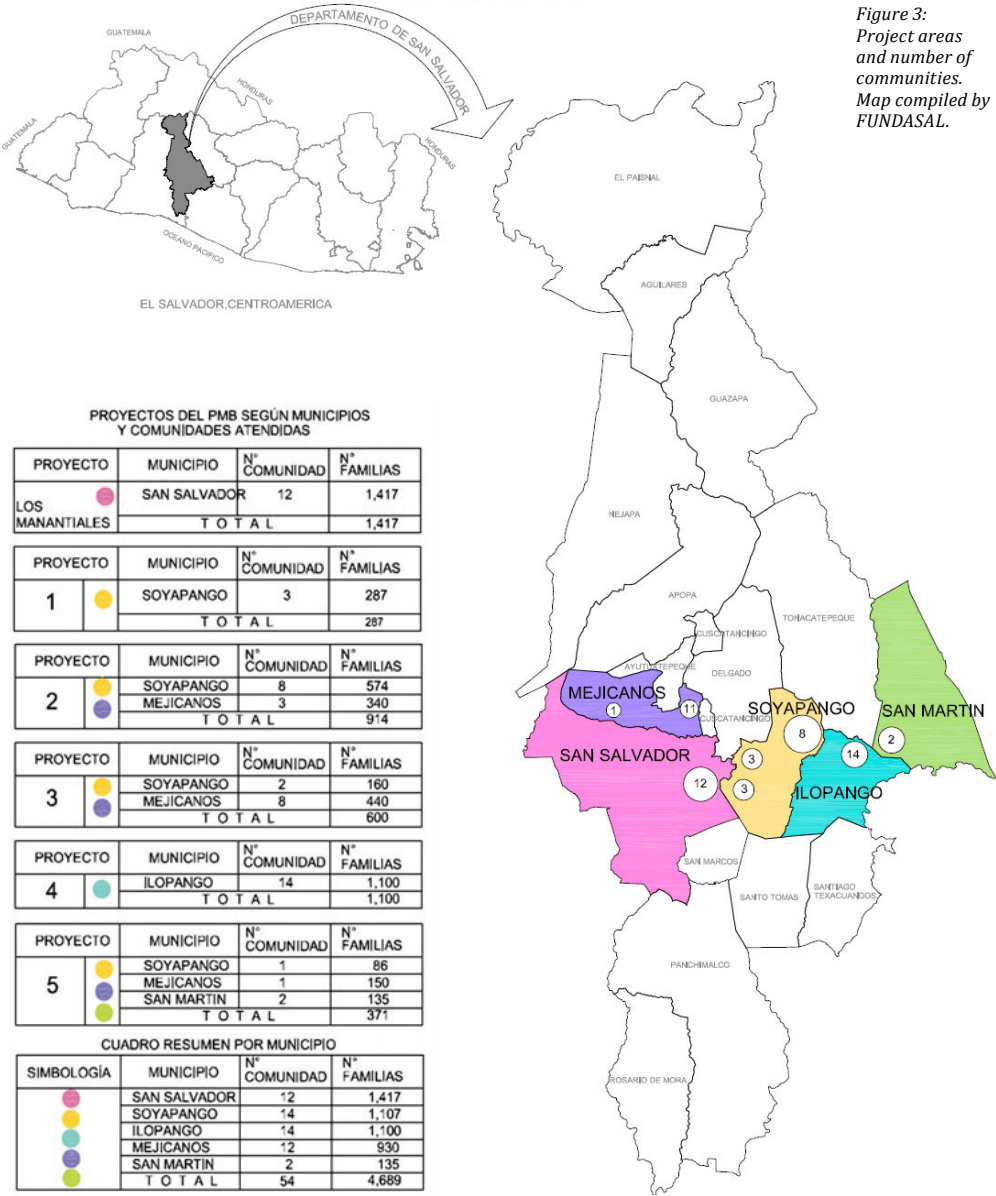 Figure 3:
Project areas
and number of
communities.
Map compiled by
FUNDASAL.
DEPARTAMENTO DE SAN SALVADOR
GUATEMALA
HONDURAS
GUATEMALA
HONDURAS
OCEANO PACIFICO
EL SALVADOR,CENTROAMERICA
PROYECTOS DEL PMB SEGÚN MUNICIPIOS
Y COMUNIDADES ATENDIDAS
PROYECTO MUNICIPIO N° COMUNIDAD N° FAMILIAS
LOS MANANTIALES SAN SALVADOR 12 1,417
TOTAL 1,417
PROYECTO MUNICIPIO N° COMUNIDAD N° FAMILIAS
1 SOYAPANGO 3 287
TOTAL 287
PROYECTO MUNICIPIO N° COMUNIDAD N° FAMILIAS
2 SOYAPANGO 8 574
MEJICANOS 3 340
TOTAL 914
PROYECTO MUNICIPIO N° COMUNIDAD N° FAMILIAS
3 SOYAPANGO 2 160
MEJICANOS 8 440
TOTAL 600
PROYECTO MUNICIPIO N° COMUNIDAD N° FAMILIAS
4 ILOPANGO 14 1,100
TOTAL 1,100
PROYECTO MUNICIPIO N° COMUNIDAD N° FAMILIAS
5 SOYAPANGO 1 86
MEJICANOS 1 150
SAN MARTIN 2 135
TOTAL 371
CUADRO RESUMEN POR MUNICIPIO
SIMBOLOGÍA MUNICIPIO N° COMUNIDAD N° FAMILIAS
SAN SALVADOR 12 1,417
SOYAPANGO 14 1,107
ILOPANGO 14 1,100
MEJICANOS 12 930
SAN MARTIN 2 135
TOTAL 54 4,689
EL PAISNAL
AGUILARES
GUAZAPA
NEJAPA
APOPA
TONACATEPEQUE
CUSCATANCINGO
AYUTUXTEPEQUE
DELGADO
MEJICANOS
1
11
CUSCATANCINGO
SOYAPANGO
8
SAN MARTIN
2
SAN SALVADOR
12
3
3
14
ILOPANGO
SAN MARCOS
SANTO TOMAS
SANTIAGO
TEXACUANGOS
PANCHIMALCO
ROSARIO DE MORA